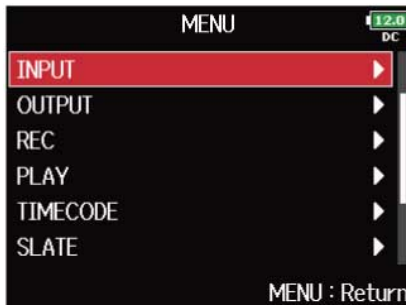 MENU
12.0
DC
INPUT
OUTPUT
REC
PLAY
TIMECODE
SLATE
MENU : Return